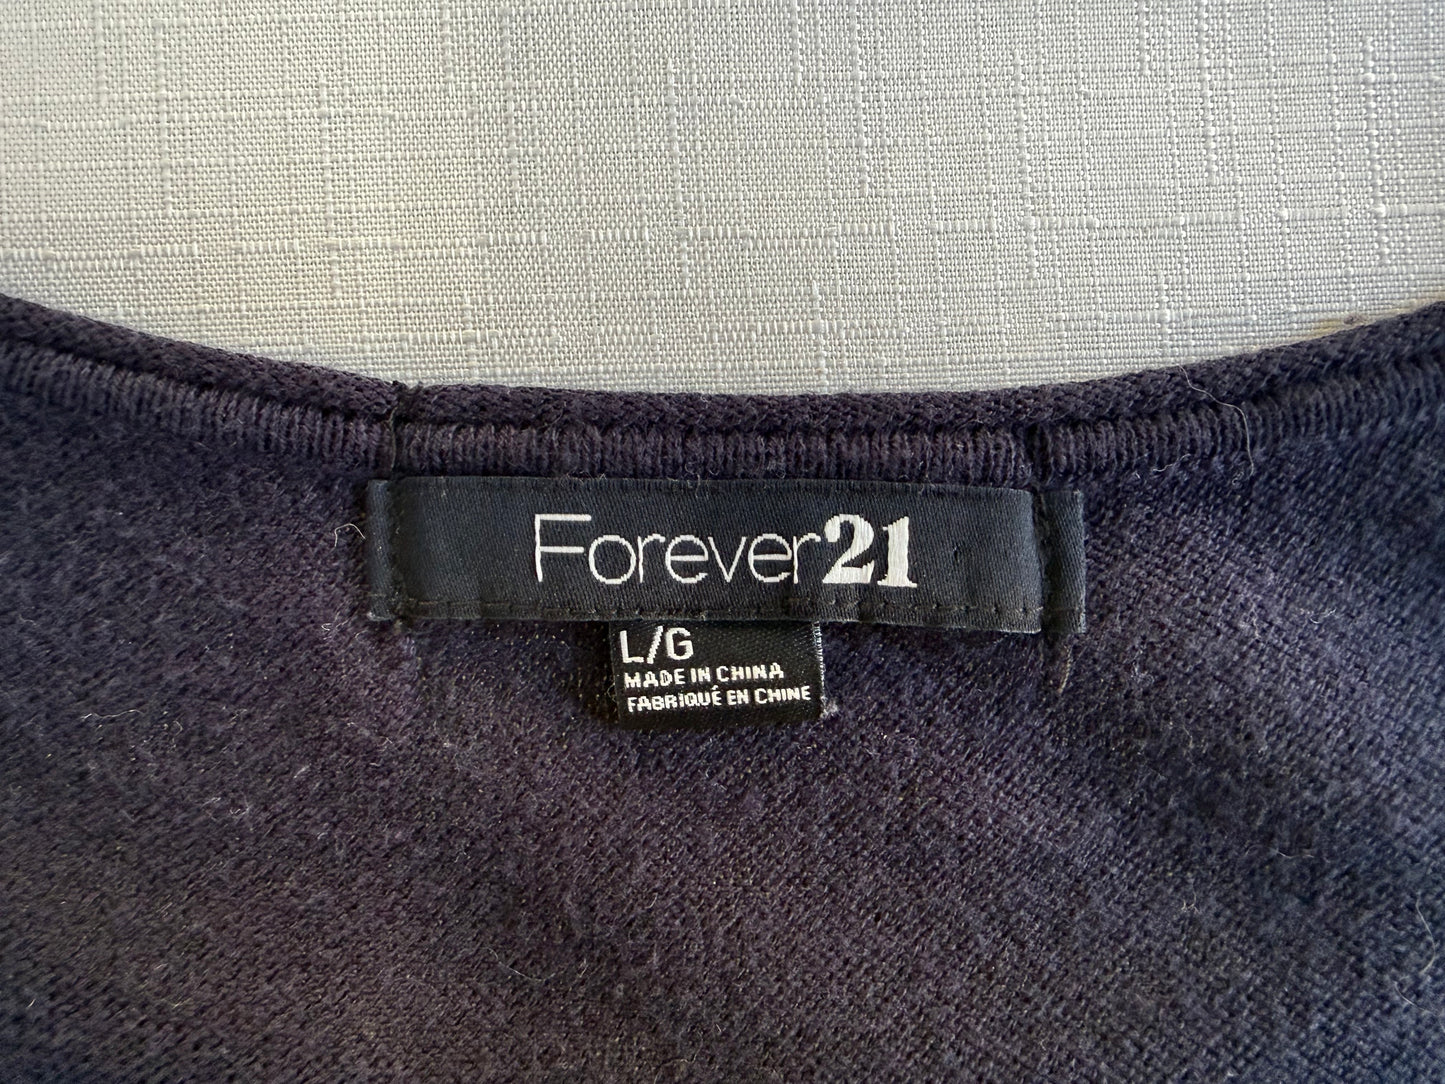 Forever21
L/G
MADE IN CHINA
FABRIQUÉ EN CHINE